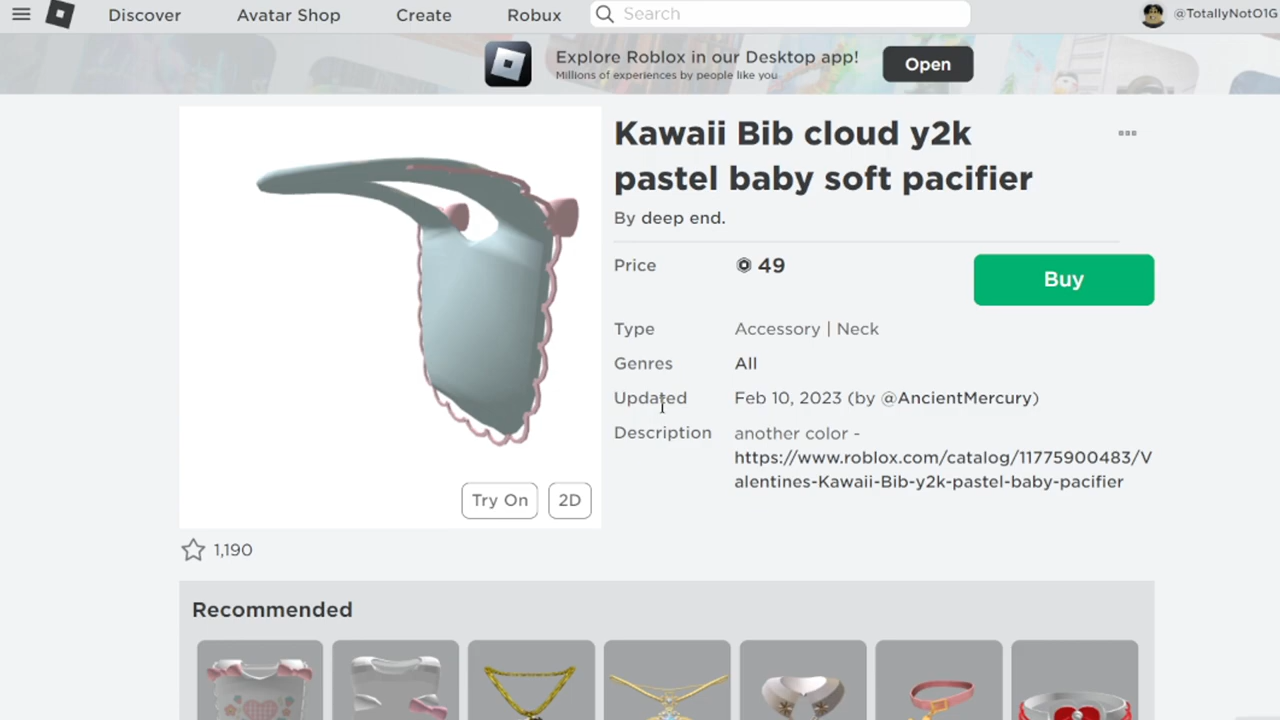 Discover Avatar Shop Create Robux Search @TotallyNotO1G
Explore Roblox in our Desktop app!
Millions of experiences by people like you
Open
Kawaii Bib cloud y2k
pastel baby soft pacifier
By deep end.
Price 49
Buy
Type Accessory | Neck
Genres All
Updated Feb 10, 2023 (by @AncientMercury)
Description another color -
https://www.roblox.com/catalog/11775900483/V
alentines-Kawaii-Bib-y2k-pastel-baby-pacifier
Try On 2D
1,190
Recommended